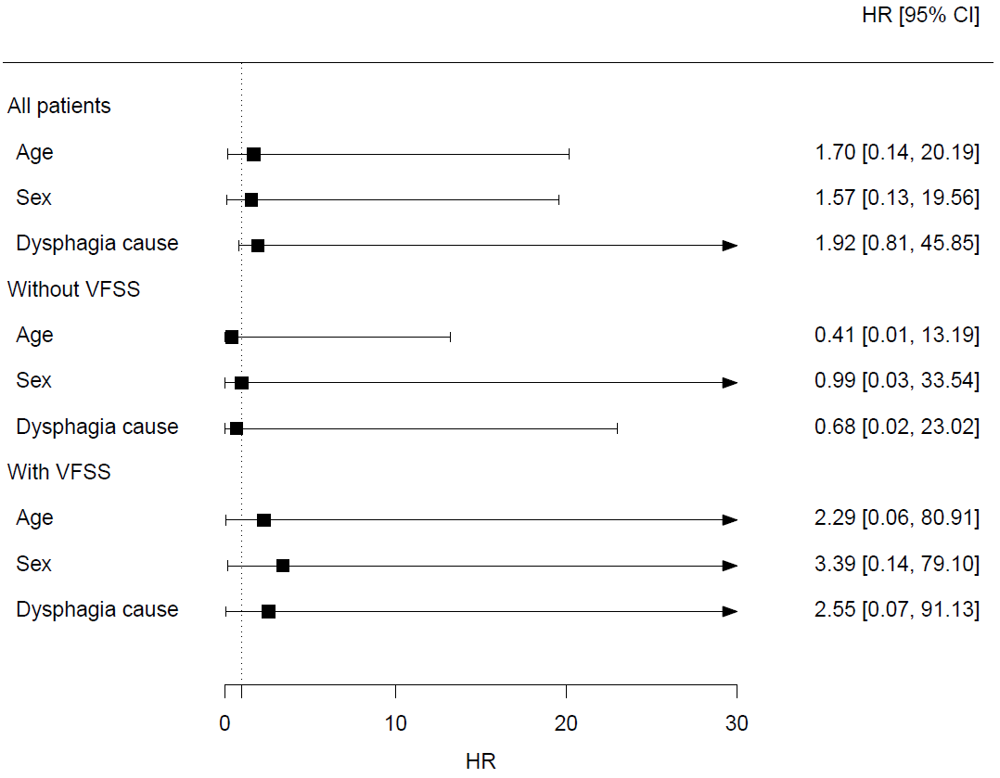 HR [95% CI]
All patients
Age 1.70 [0.14, 20.19]
Sex 1.57 [0.13, 19.56]
Dysphagia cause 1.92 [0.81, 45.85]
Without VFSS
Age 0.41 [0.01, 13.19]
Sex 0.99 [0.03, 33.54]
Dysphagia cause 0.68 [0.02, 23.02]
With VFSS
Age 2.29 [0.06, 80.91]
Sex 3.39 [0.14, 79.10]
Dysphagia cause 2.55 [0.07, 91.13]
0 10 20 30
HR